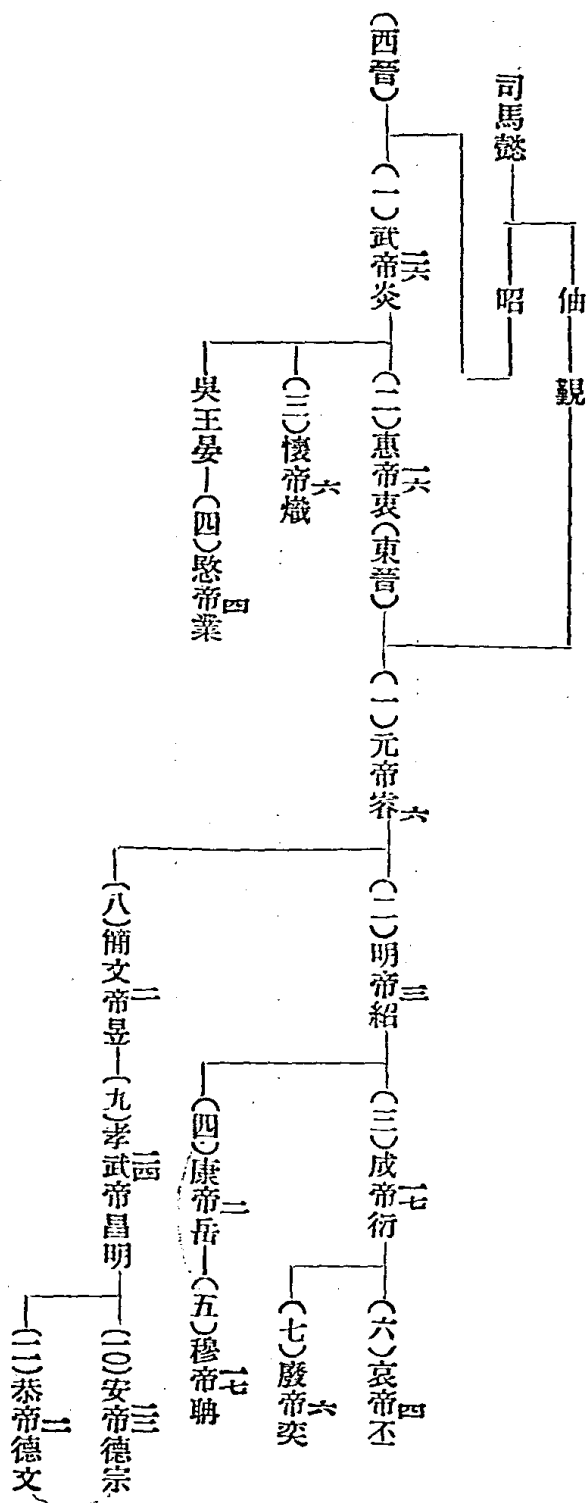 司馬懿
伷 覲
昭
(西晉)
(一)武帝炎 二六
(二)惠帝衷 一六
(三)懷帝熾 六
吳王晏
(四)愍帝業 四
(東晉)
(一)元帝睿 六
(二)明帝紹 三
(三)成帝衍 一七
(六)哀帝丕 四
(七)廢帝奕 六
(四)康帝岳 二
(五)穆帝聃 一七
(八)簡文帝昱 二
(九)孝武帝昌明 二四
(一〇)安帝德宗 二二
(一一)恭帝德文 二